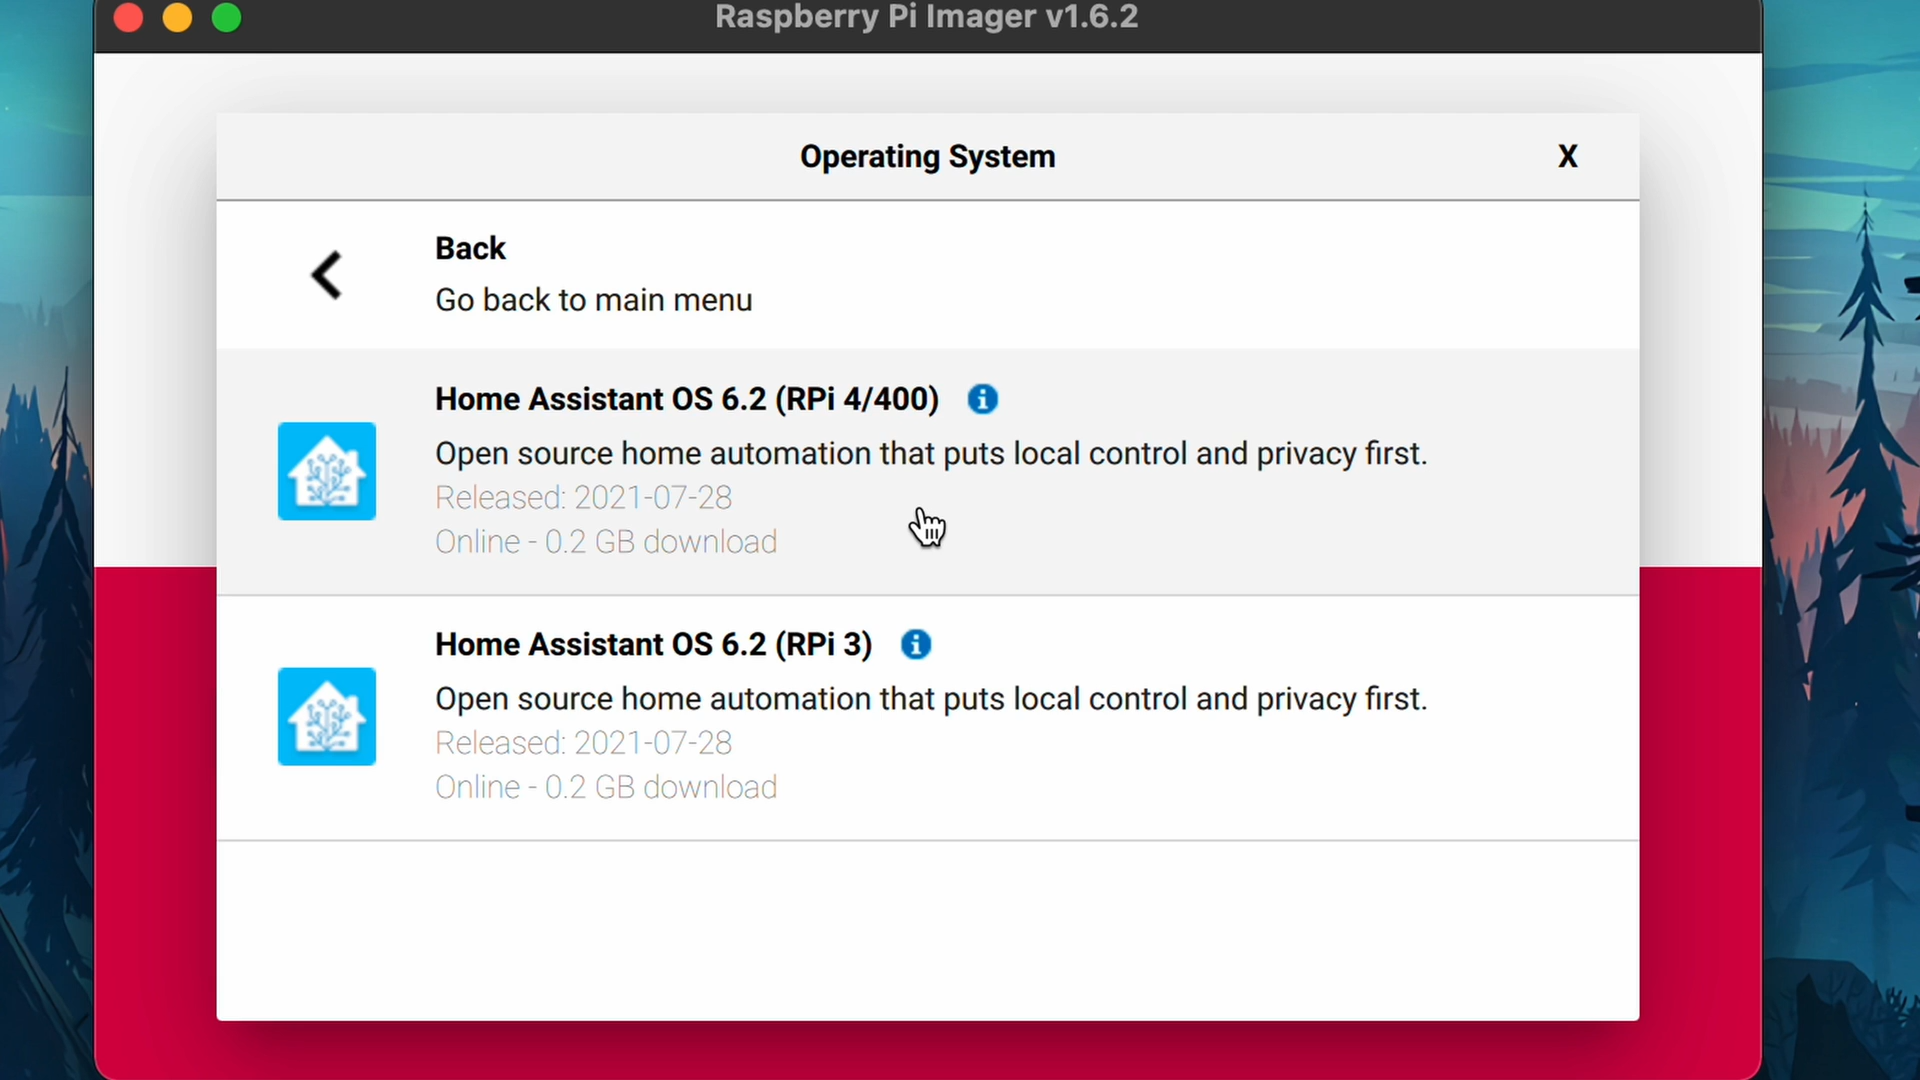 Raspberry Pi Imager v1.6.2
Operating System X
Back
Go back to main menu
Home Assistant OS 6.2 (RPi 4/400)
Open source home automation that puts local control and privacy first.
Released: 2021-07-28
Online - 0.2 GB download
Home Assistant OS 6.2 (RPi 3)
Open source home automation that puts local control and privacy first.
Released: 2021-07-28
Online - 0.2 GB download